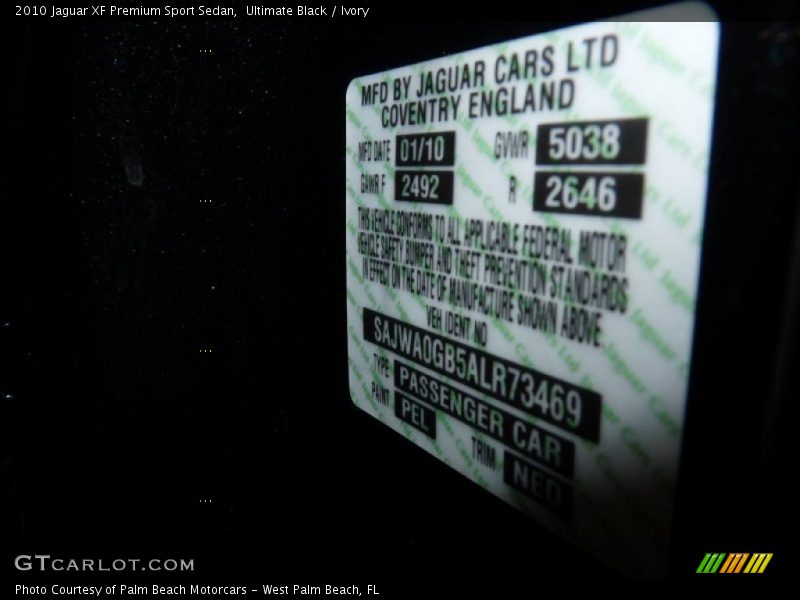 2010 Jaguar XF Premium Sport Sedan,  Ultimate Black / Ivory
MFD BY JAGUAR CARS LTD
COVENTRY ENGLAND
MFD DATE 01/10 GVWR 5038
GAWR F 2492 R 2646
THIS VEHICLE CONFORMS TO ALL APPLICABLE FEDERAL MOTOR
VEHICLE SAFETY, BUMPER AND THEFT PREVENTION STANDARDS
IN EFFECT ON THE DATE OF MANUFACTURE SHOWN ABOVE.
VEH IDENT NO
SAJWA0GB5ALR73469
TYPE PASSENGER CAR
PAINT PEL TRIM NED
GTCARLOT.COM
Photo Courtesy of Palm Beach Motorcars – West Palm Beach, FL